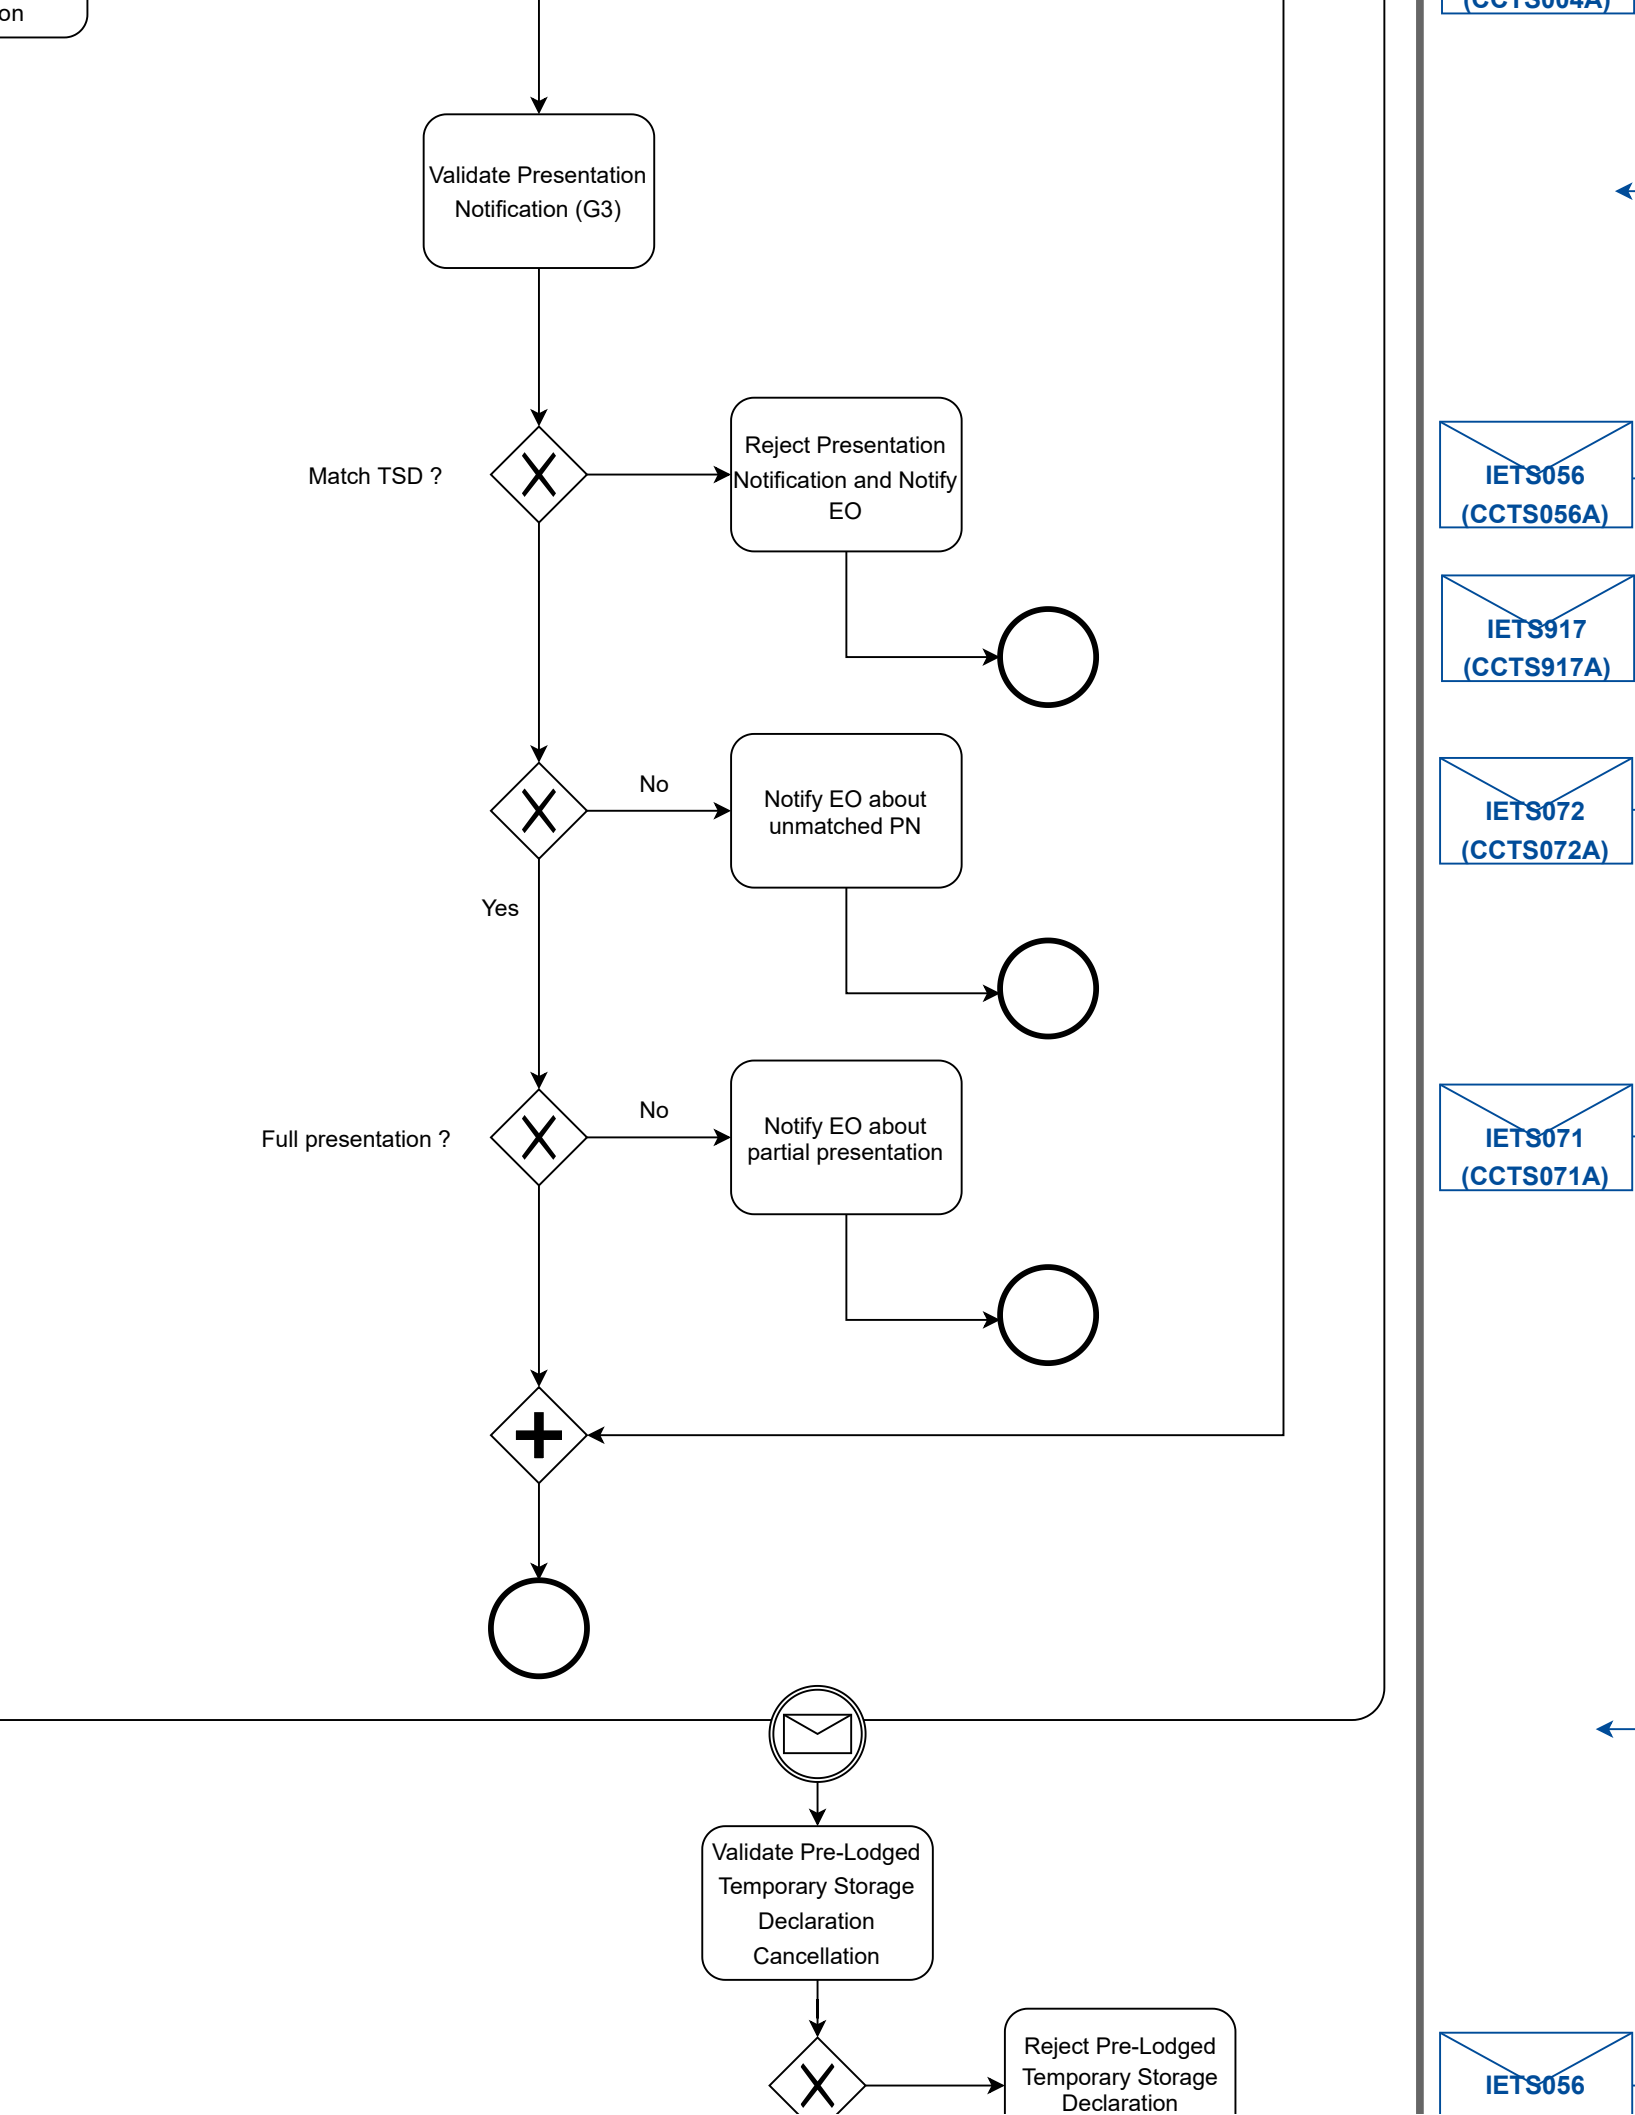 on
(CCTS004A)
Validate Presentation
Notification (G3)
Match TSD ?
Reject Presentation
Notification and Notify
EO
IETS056
(CCTS056A)
IETS917
(CCTS917A)
No
Notify EO about
unmatched PN
IETS072
(CCTS072A)
Yes
Full presentation ?
No
Notify EO about
partial presentation
IETS071
(CCTS071A)
Validate Pre-Lodged
Temporary Storage
Declaration
Cancellation
Reject Pre-Lodged
Temporary Storage
Declaration
IETS056